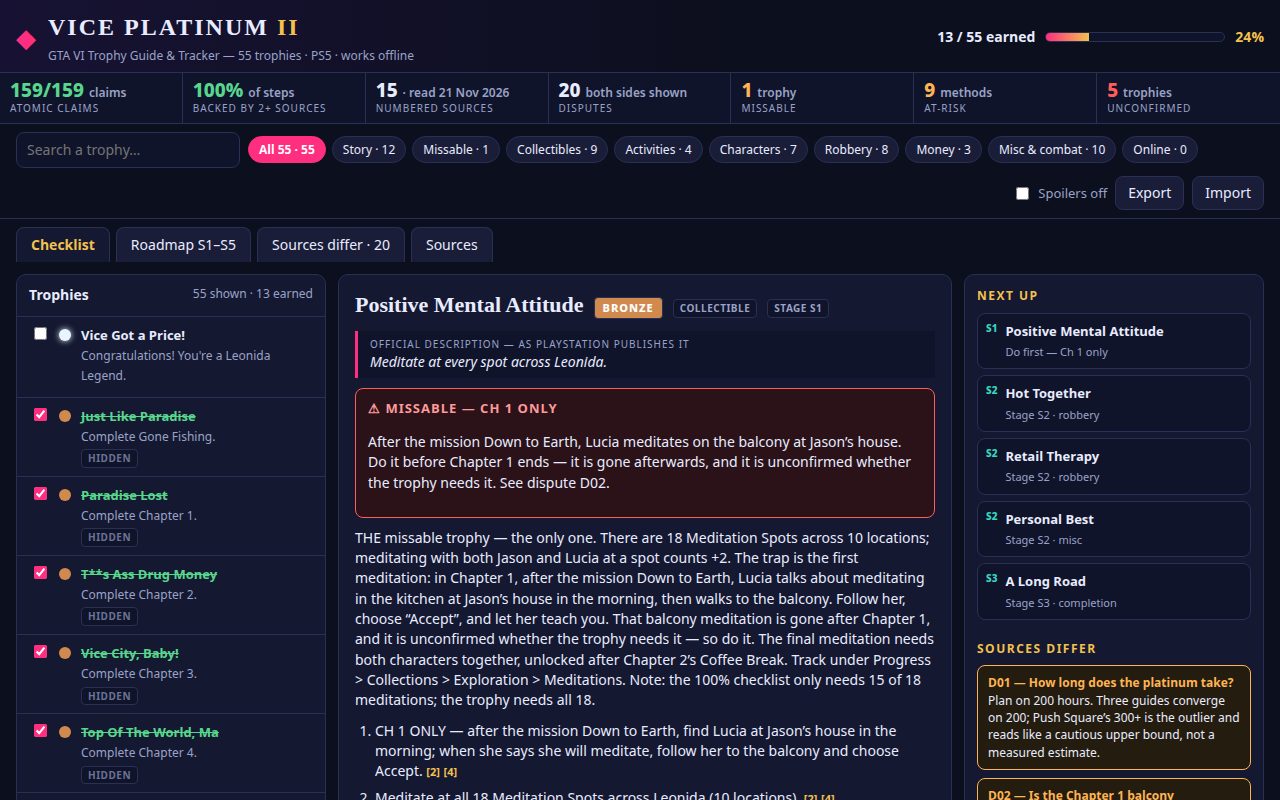 VICE PLATINUM II
GTA VI Trophy Guide & Tracker — 55 trophies · PS5 · works offline
13 / 55 earned
24%
159/159 claims
ATOMIC CLAIMS
100% of steps
BACKED BY 2+ SOURCES
15 · read 21 Nov 2026
NUMBERED SOURCES
20 both sides shown
DISPUTES
1 trophy
MISSABLE
9 methods
AT-RISK
5 trophies
UNCONFIRMED
Search a trophy...
All 55 · 55
Story · 12
Missable · 1
Collectibles · 9
Activities · 4
Characters · 7
Robbery · 8
Money · 3
Misc & combat · 10
Online · 0
Spoilers off
Export
Import
Checklist
Roadmap S1–S5
Sources differ · 20
Sources
Trophies
55 shown · 13 earned
Vice Got a Price!
Congratulations! You're a Leonida
Legend.
Just Like Paradise
Complete Gone Fishing.
HIDDEN
Paradise Lost
Complete Chapter 1.
HIDDEN
T**s Ass Drug Money
Complete Chapter 2.
HIDDEN
Vice City, Baby!
Complete Chapter 3.
HIDDEN
Top Of The World, Ma
Complete Chapter 4.
HIDDEN
Positive Mental Attitude
BRONZE
COLLECTIBLE
STAGE S1
OFFICIAL DESCRIPTION — AS PLAYSTATION PUBLISHES IT
Meditate at every spot across Leonida.
⚠ MISSABLE — CH 1 ONLY
After the mission Down to Earth, Lucia meditates on the balcony at Jason’s house.
Do it before Chapter 1 ends — it is gone afterwards, and it is unconfirmed whether
the trophy needs it. See dispute D02.
THE missable trophy — the only one. There are 18 Meditation Spots across 10 locations;
meditating with both Jason and Lucia at a spot counts +2. The trap is the first
meditation: in Chapter 1, after the mission Down to Earth, Lucia talks about meditating
in the kitchen at Jason’s house in the morning, then walks to the balcony. Follow her,
choose “Accept”, and let her teach you. That balcony meditation is gone after Chapter 1,
and it is unconfirmed whether the trophy needs it — so do it. The final meditation needs
both characters together, unlocked after Chapter 2’s Coffee Break. Track under Progress
> Collections > Exploration > Meditations. Note: the 100% checklist only needs 15 of 18
meditations; the trophy needs all 18.
1. CH 1 ONLY — after the mission Down to Earth, find Lucia at Jason’s house in the
morning; when she says she will meditate, follow her to the balcony and choose
Accept. [2] [4]
2. Meditate at all 18 Meditation Spots across Leonida (10 locations). [2] [4]
NEXT UP
S1 Positive Mental Attitude
Do first — Ch 1 only
S2 Hot Together
Stage S2 · robbery
S2 Retail Therapy
Stage S2 · robbery
S2 Personal Best
Stage S2 · misc
S3 A Long Road
Stage S3 · completion
SOURCES DIFFER
D01 — How long does the platinum take?
Plan on 200 hours. Three guides converge
on 200; Push Square’s 300+ is the outlier and
reads like a cautious upper bound, not a
measured estimate.
D02 — Is the Chapter 1 balcony